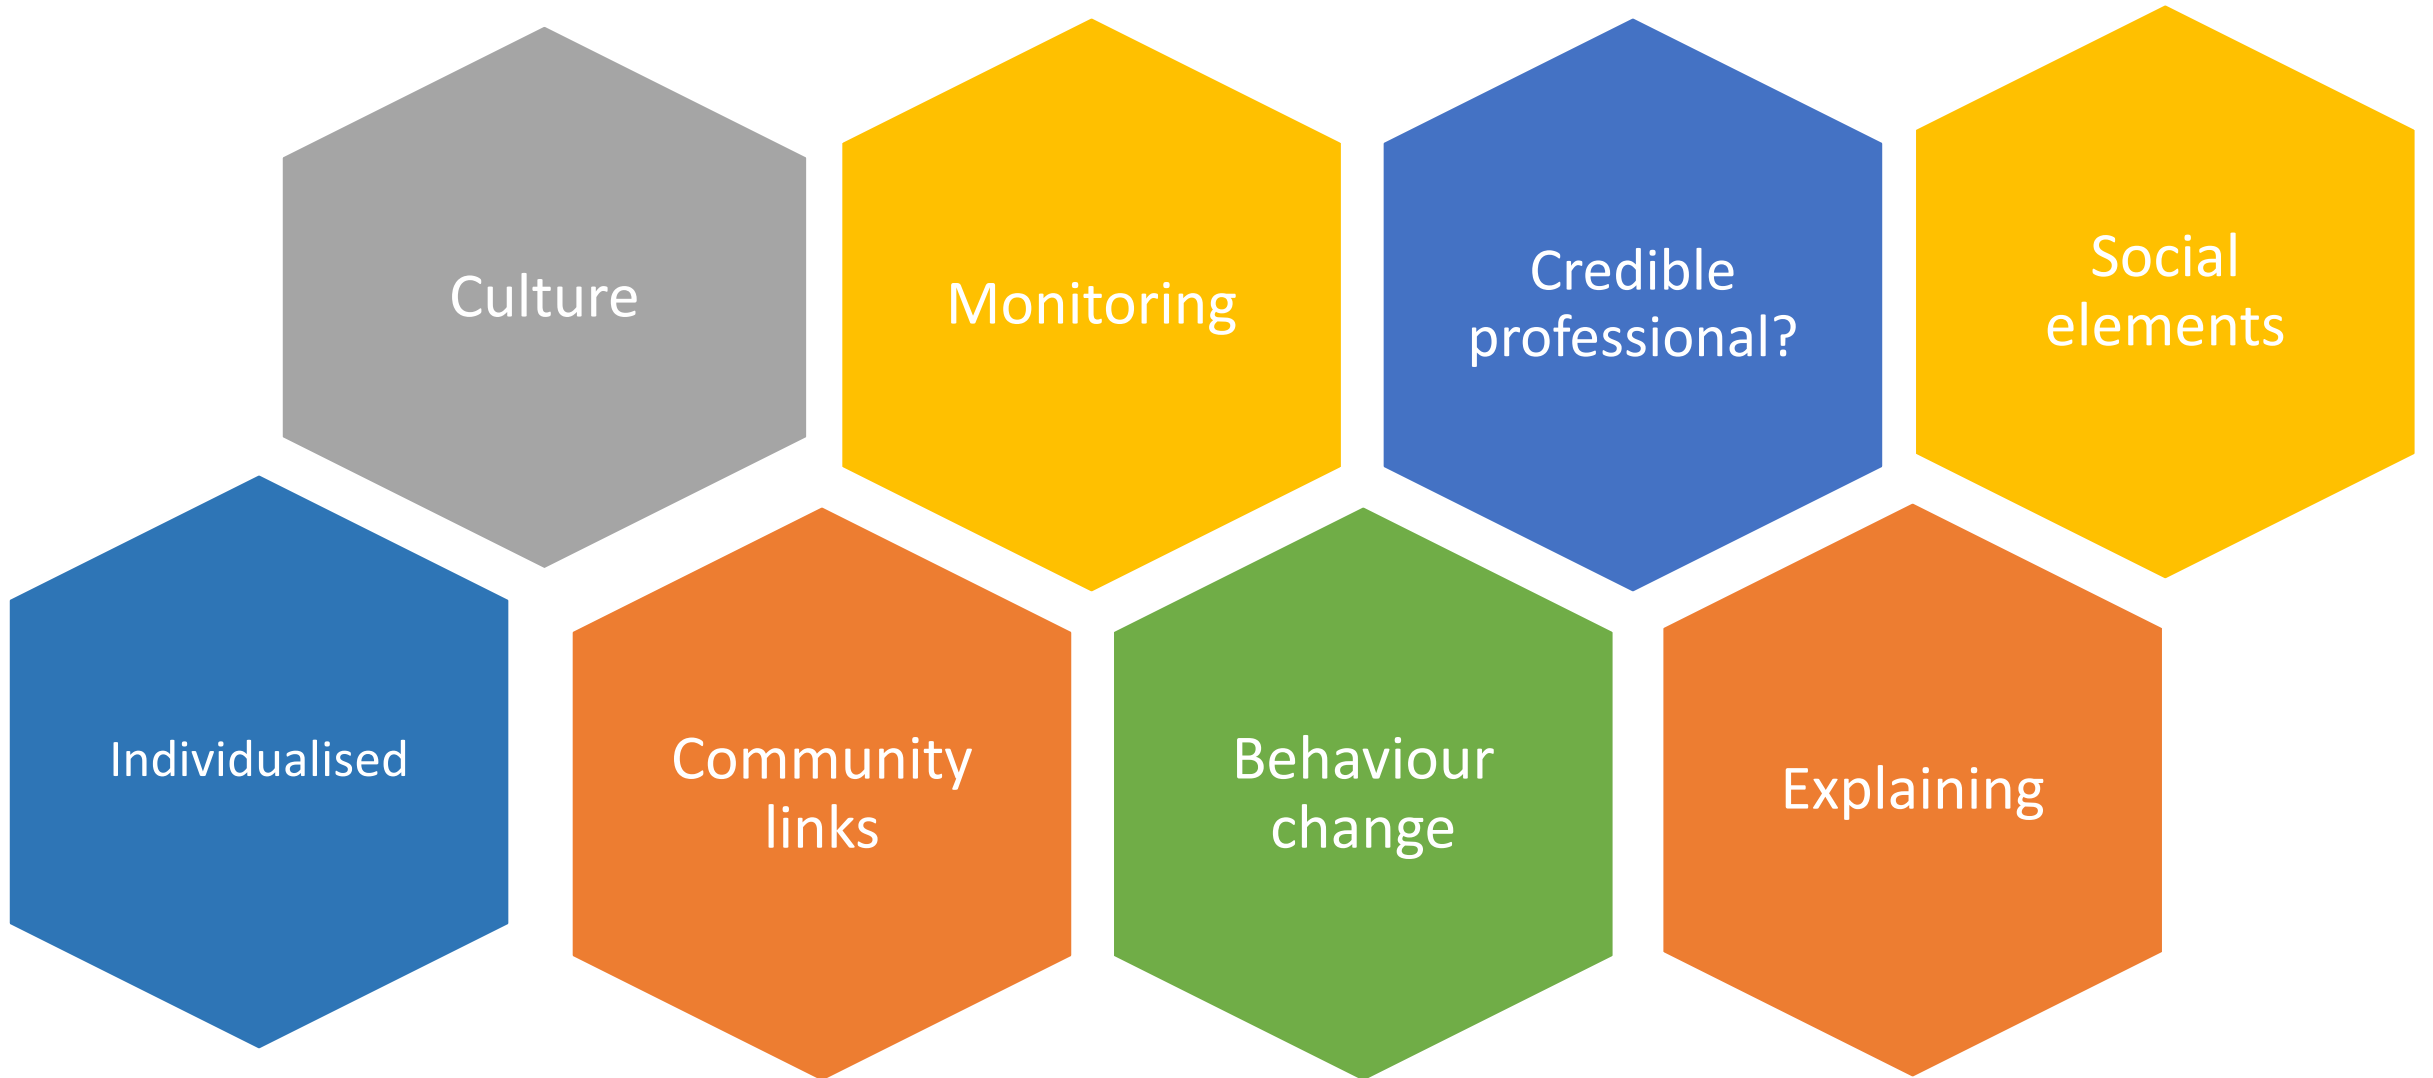 Culture
Monitoring
Credible
professional?
Social
elements
Individualised
Community
links
Behaviour
change
Explaining